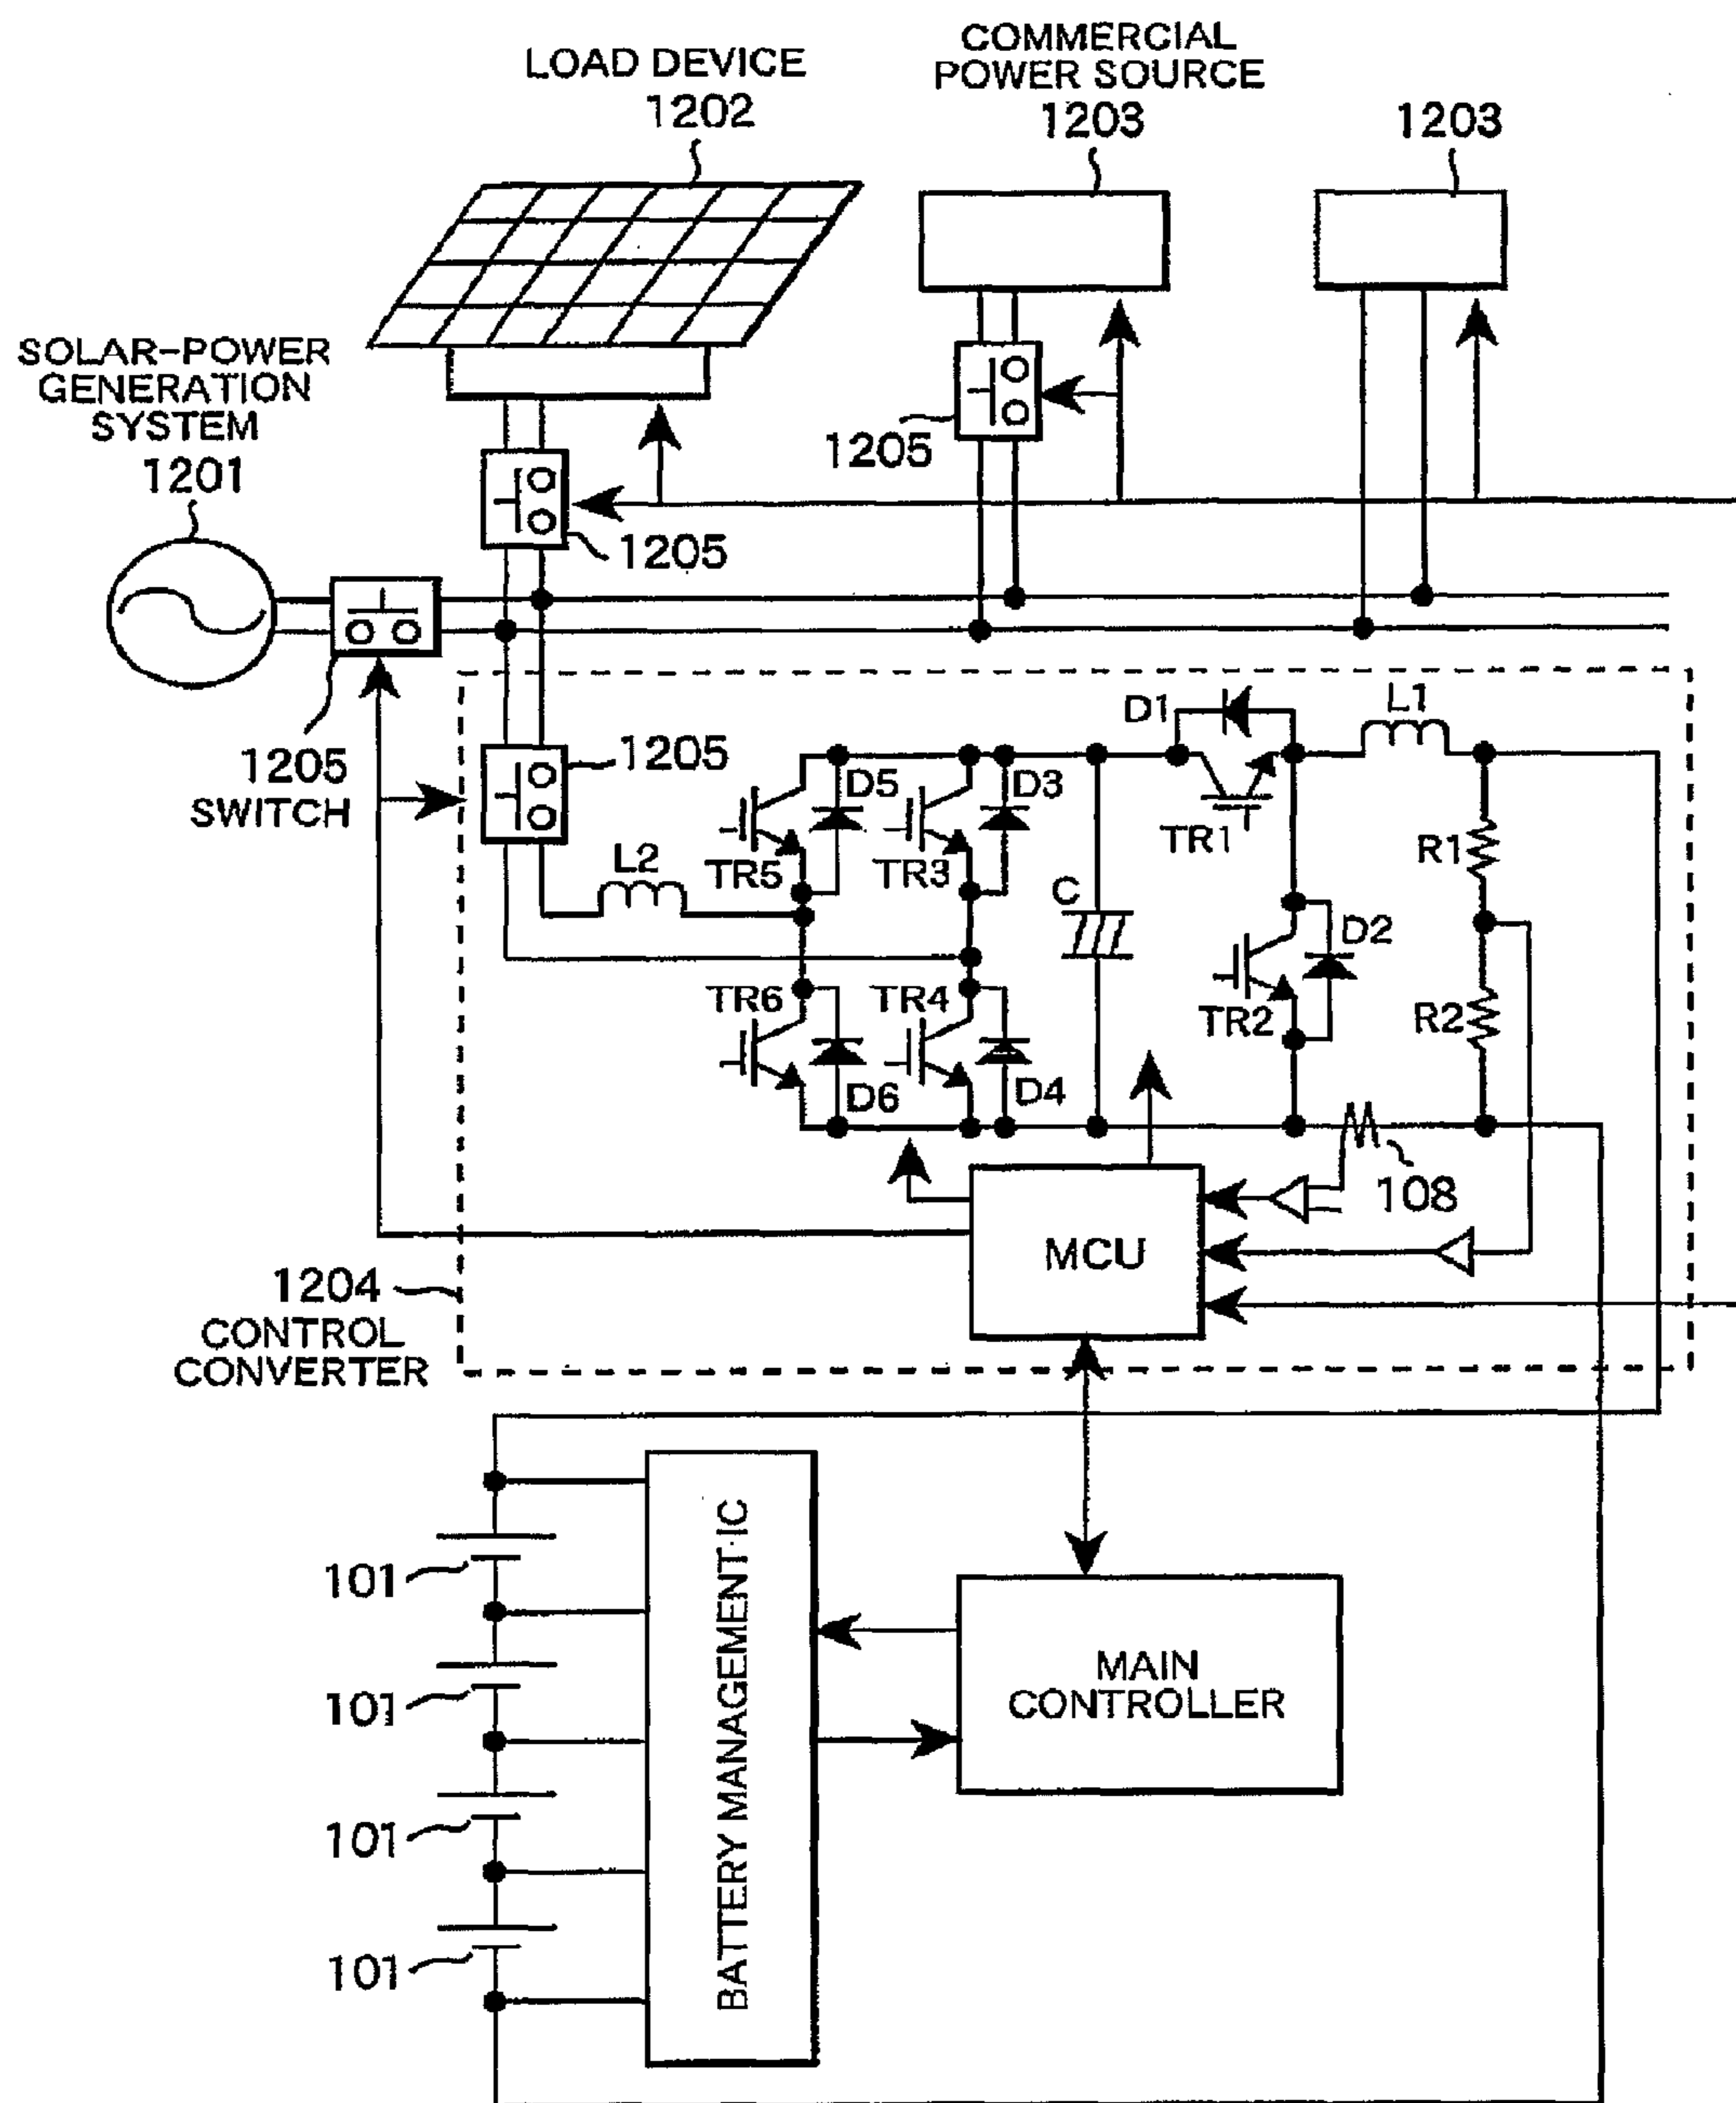 LOAD DEVICE
1202
COMMERCIAL
POWER SOURCE
1203
1203
SOLAR-POWER
GENERATION
SYSTEM
1201
1205
1205
1205
SWITCH
1205
D1
L1
D5
D3
TR1
R1
L2
TR5
TR3
C
D2
TR6
TR4
TR2
R2
D6
D4
108
MCU
1204
CONTROL
CONVERTER
101
101
101
101
BATTERY MANAGEMENT·IC
MAIN
CONTROLLER